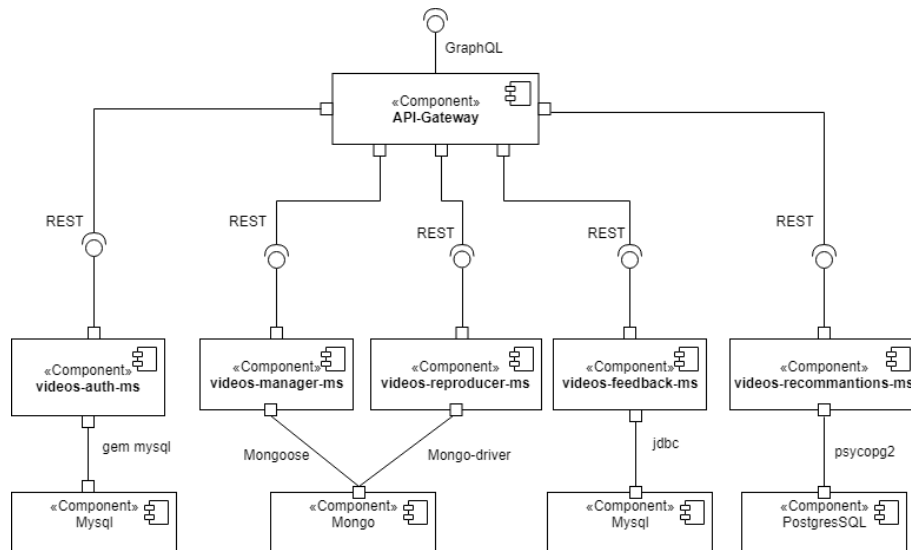 GraphQL
«Component»
API-Gateway
REST
REST
REST
REST
REST
«Component»
videos-auth-ms
«Component»
videos-manager-ms
«Component»
videos-reproducer-ms
«Component»
videos-feedback-ms
«Component»
videos-recommantions-ms
gem mysql
Mongoose
Mongo-driver
jdbc
psycopg2
«Component»
Mysql
«Component»
Mongo
«Component»
Mysql
«Component»
PostgresSQL